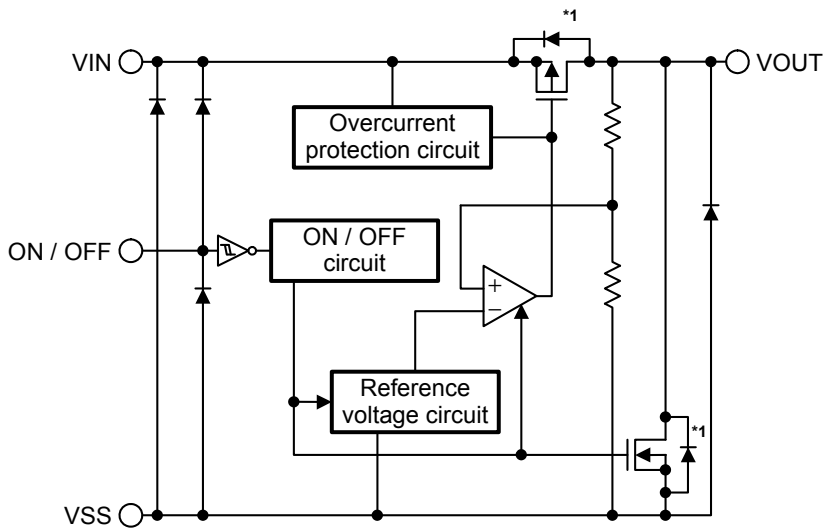 *1
VIN
VOUT
Overcurrent
protection circuit
ON / OFF
ON / OFF
circuit
+
−
Reference
voltage circuit
*1
VSS